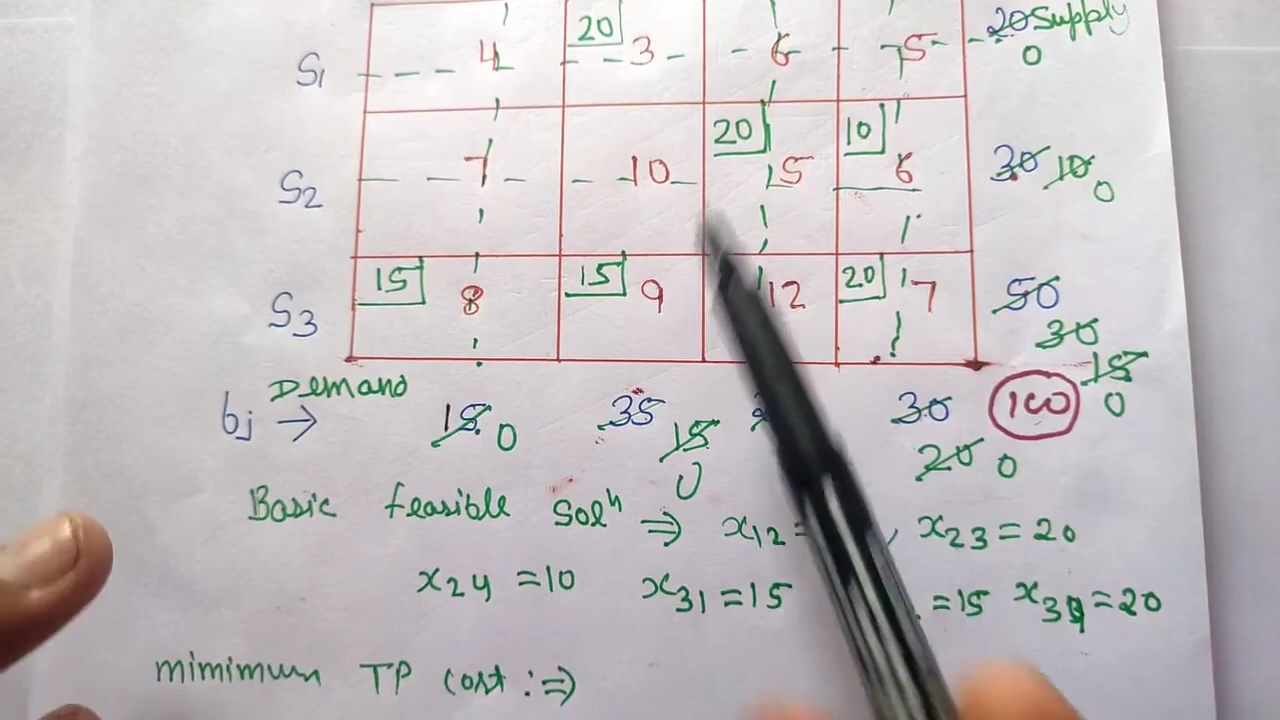 20 20 Supply
S1 4 3 6 5 0
20 10
S2 7 10 5 6 30 10 0
15 15 20
S3 8 9 12 7 50
30
Demand 15
bj → 15 0 35 30 100 0
15 20 0
0
Basic feasible Solⁿ ⇒ x12 = , x23 = 20
x24 = 10 x31 = 15 = 15 x34 = 20
mimimum TP cost : ⇒